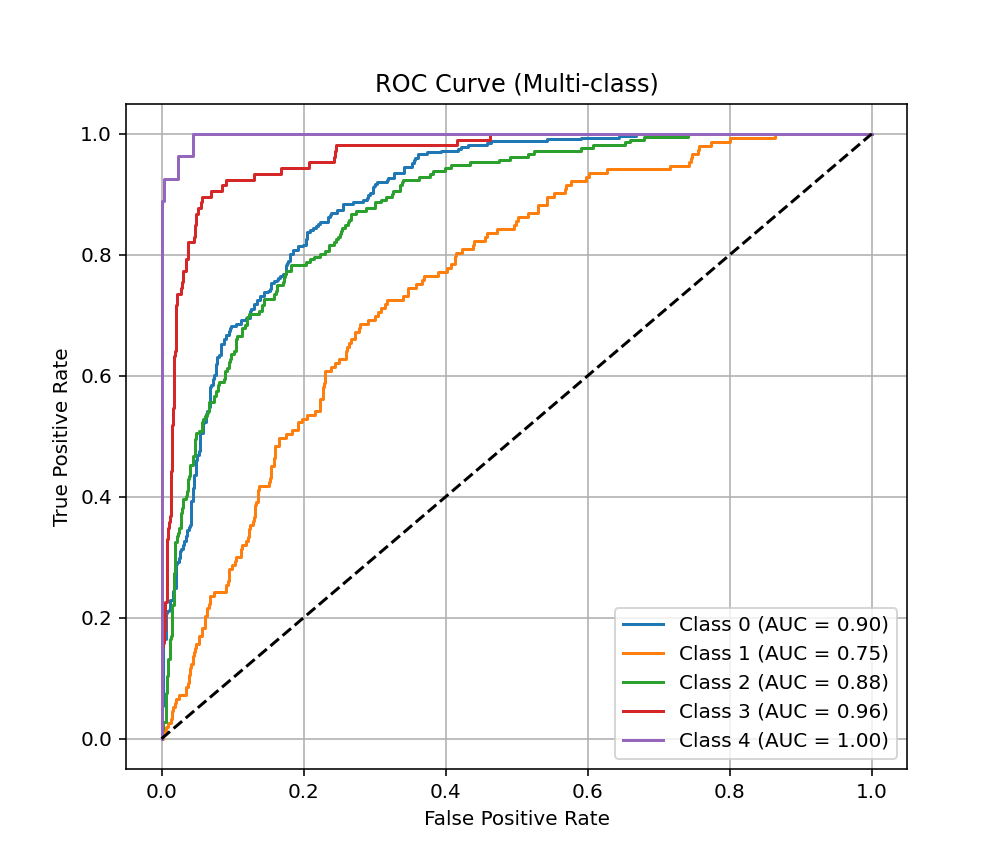 ROC Curve (Multi-class)
True Positive Rate
1.0
0.8
0.6
0.4
0.2
0.0
Class 0 (AUC = 0.90)
Class 1 (AUC = 0.75)
Class 2 (AUC = 0.88)
Class 3 (AUC = 0.96)
Class 4 (AUC = 1.00)
0.0 0.2 0.4 0.6 0.8 1.0
False Positive Rate